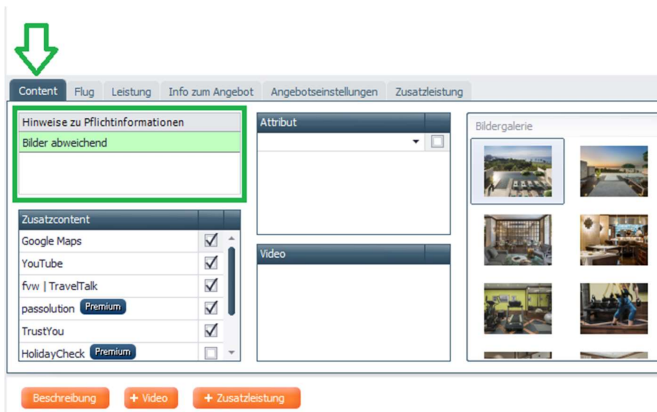 Content Flug Leistung Info zum Angebot Angebotseinstellungen Zusatzleistung
Hinweise zu Pflichtinformationen
Bilder abweichend
Zusatzcontent
Google Maps
YouTube
fvw | TravelTalk
passolution Premium
TrustYou
HolidayCheck Premium
Attribut
Video
Bildergalerie
Beschreibung + Video + Zusatzleistung